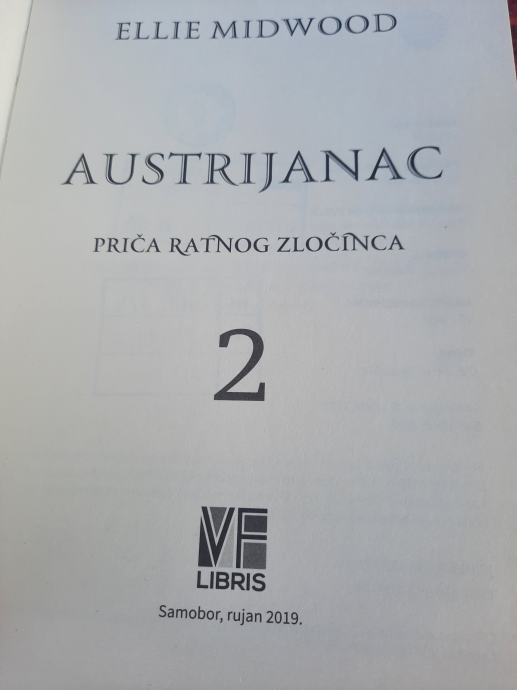 ELLIE MIDWOOD
AUSTRIJANAC
PRIČA RATNOG ZLOČINCA
2
VF
LIBRIS
Samobor, rujan 2019.